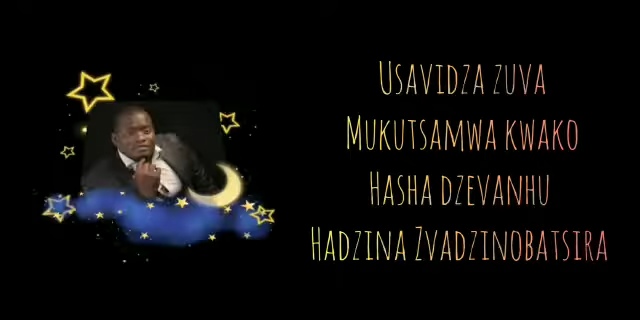 Usavidza zuva
Mukutsamwa kwako
Hasha dzevanhu
Hadzina Zvadzinobatsira